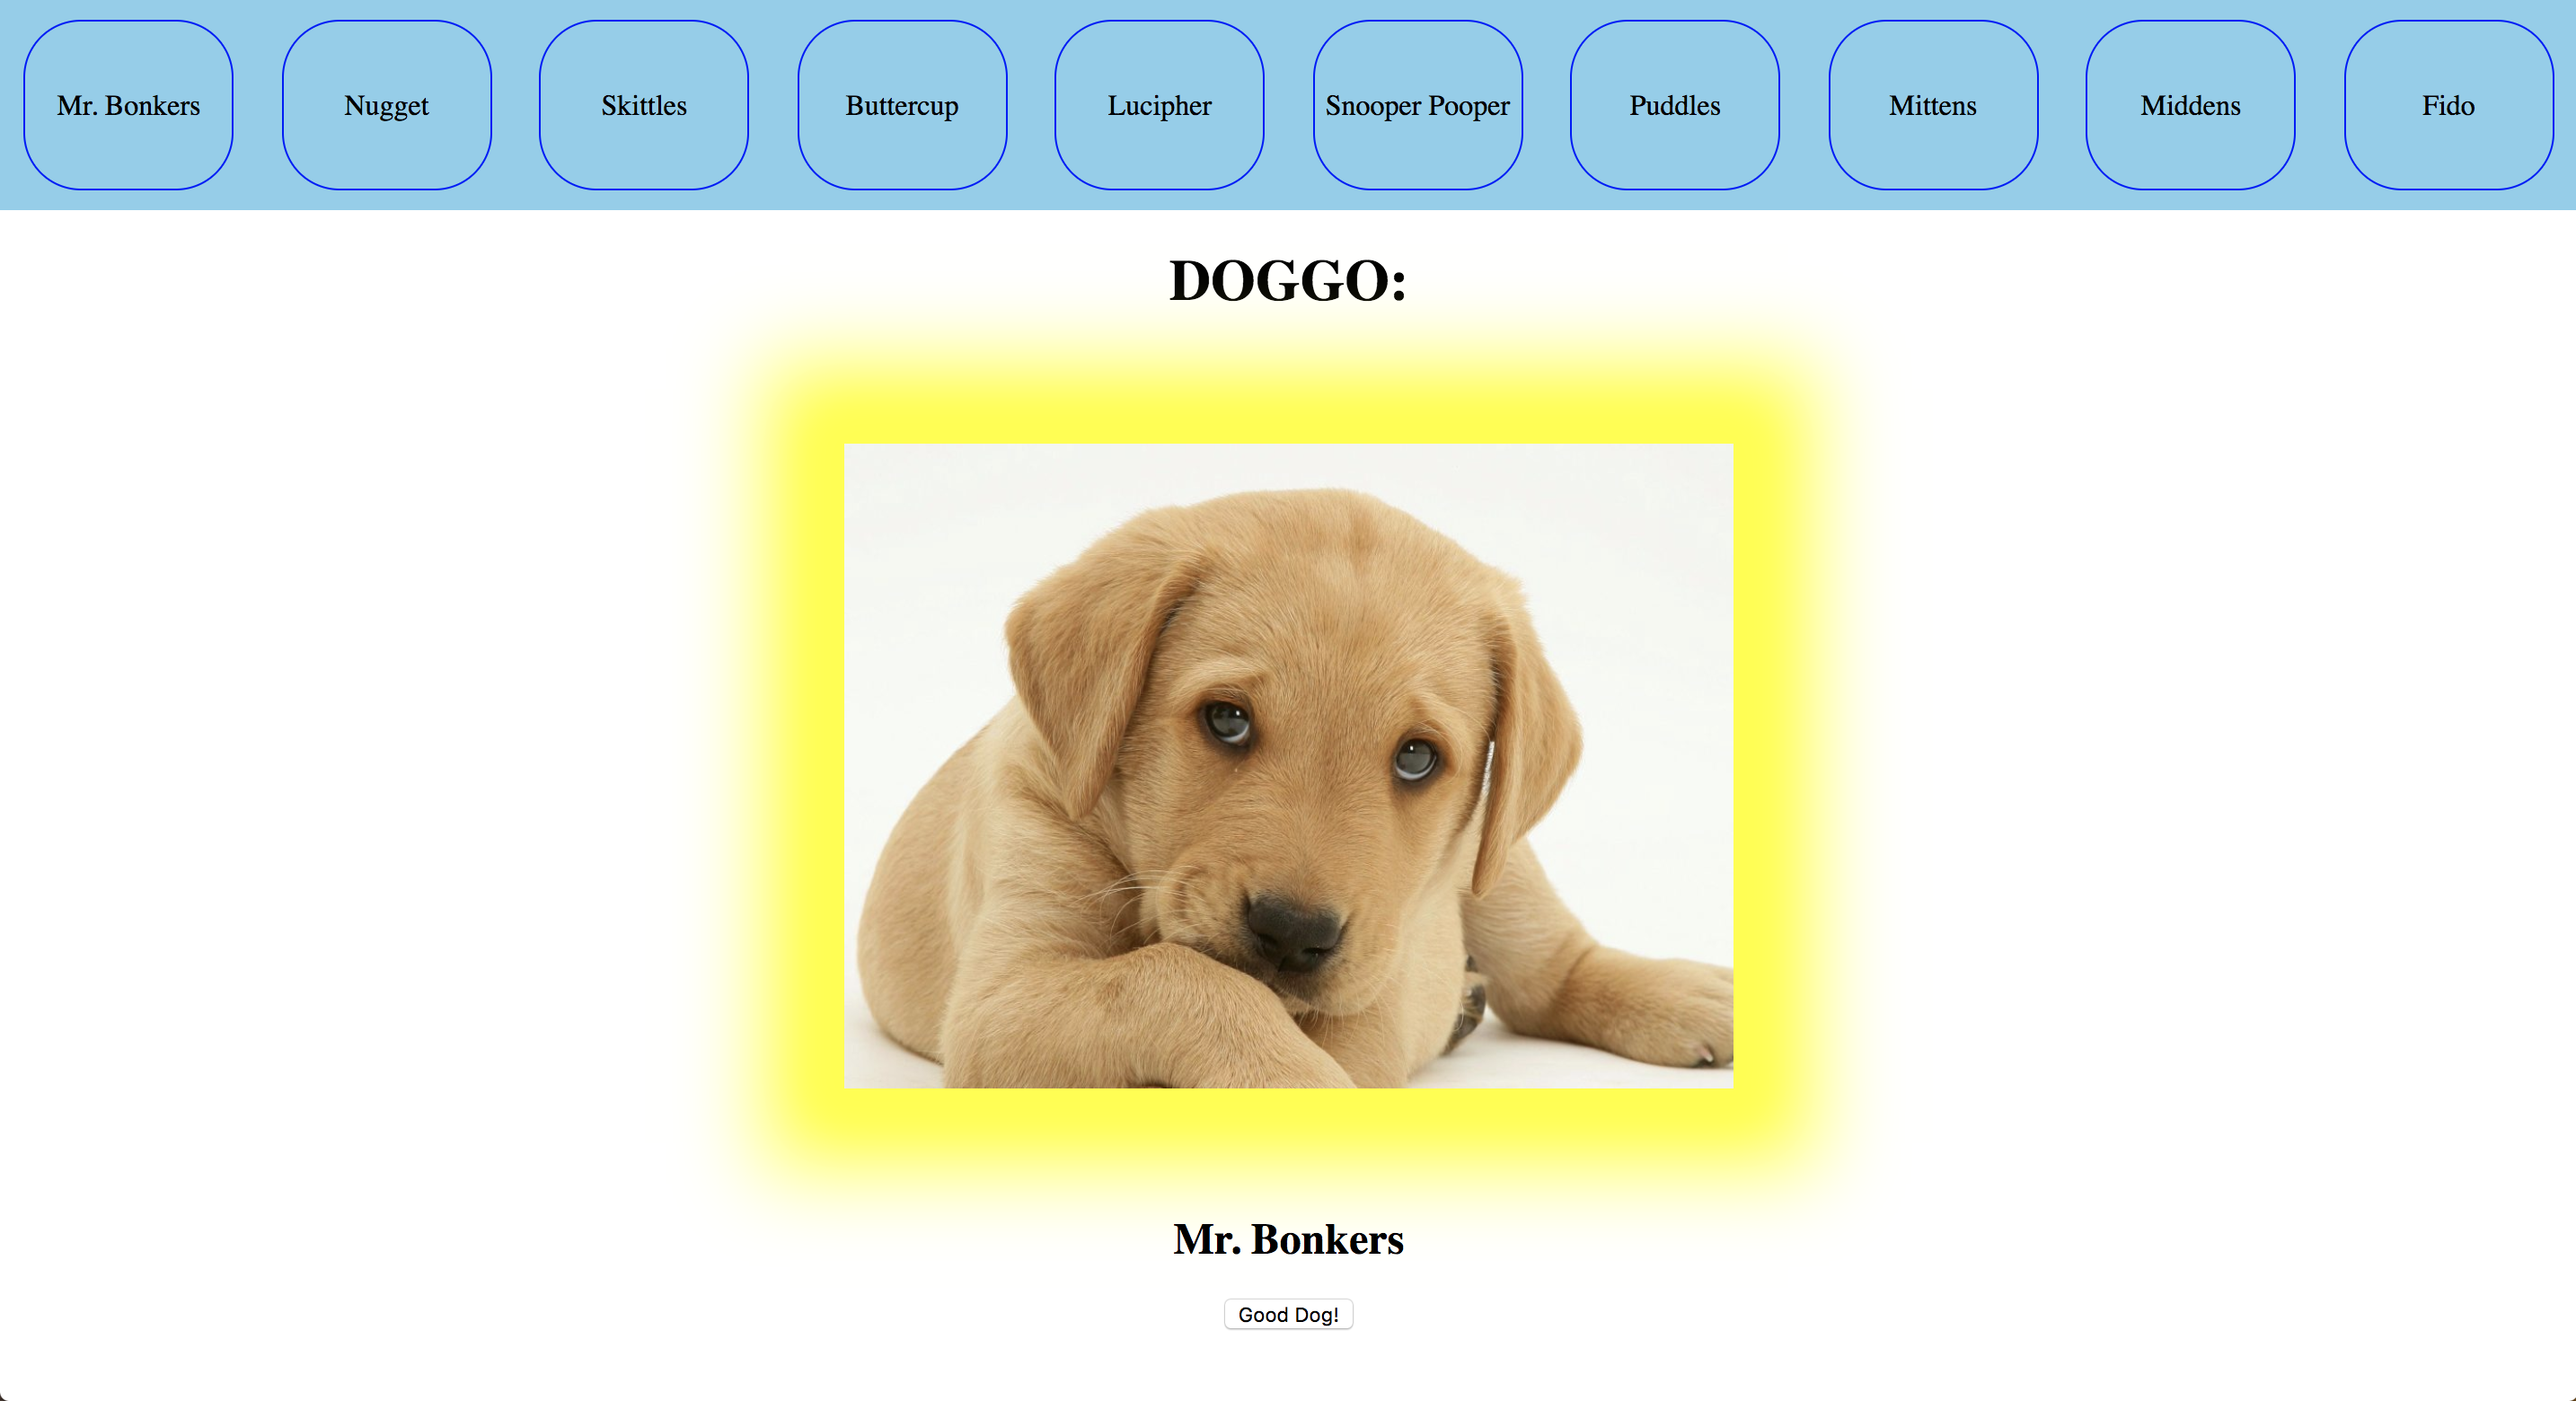 Mr. Bonkers Nugget Skittles Buttercup Lucipher Snooper Pooper Puddles Mittens Middens Fido
DOGGO:
Mr. Bonkers
Good Dog!